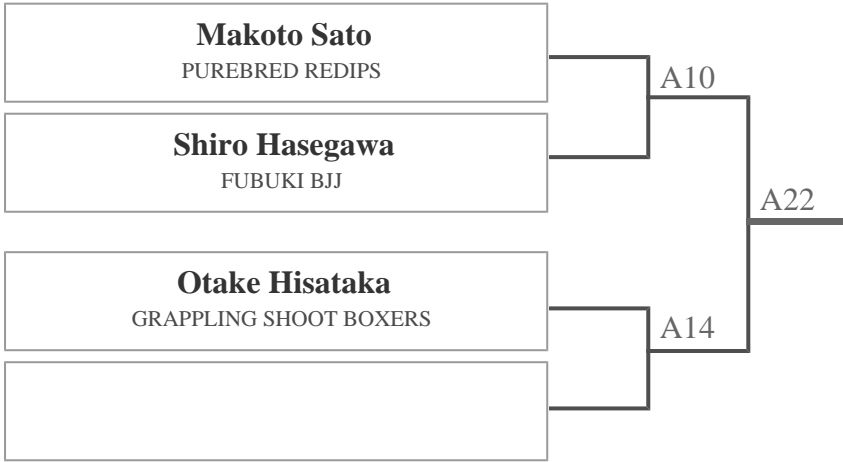 Makoto Sato
PUREBRED REDIPS
A10
Shiro Hasegawa
FUBUKI BJJ
A22
Otake Hisataka
GRAPPLING SHOOT BOXERS
A14